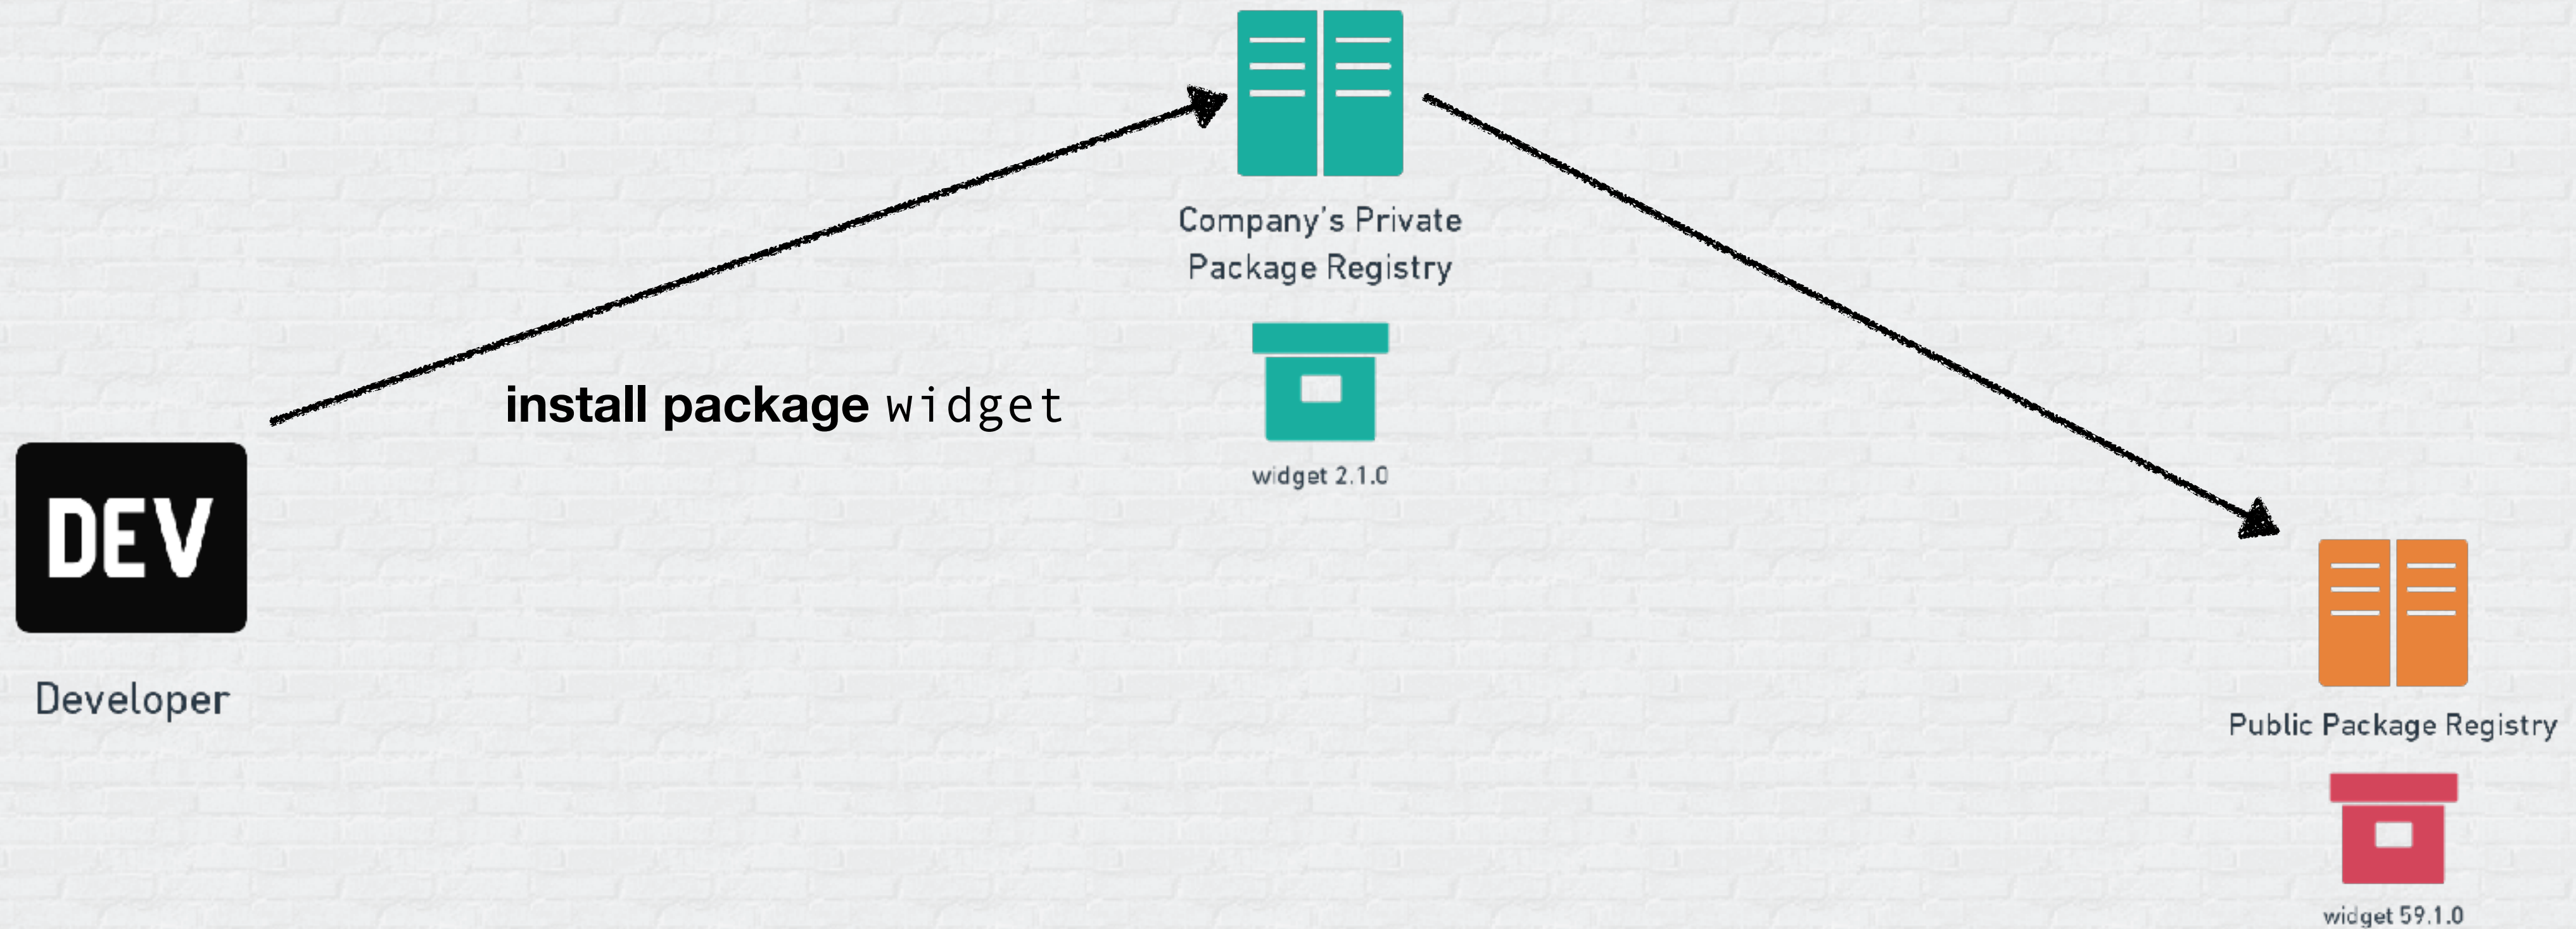 Company's Private
Package Registry
install package widget
widget 2.1.0
DEV
Developer
Public Package Registry
widget 59.1.0